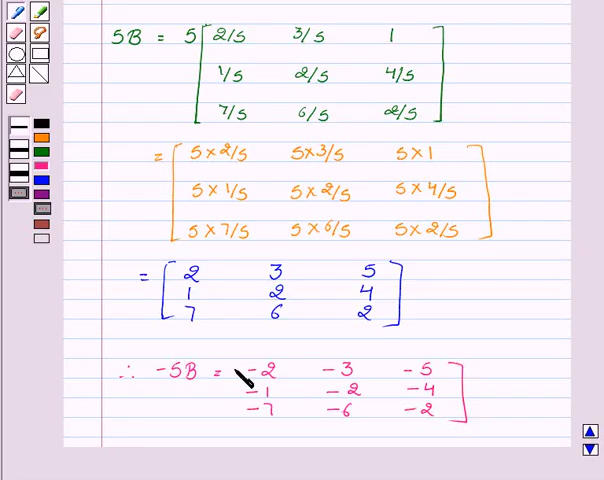 5B = 5 [ 2/5 3/5 1
1/5 2/5 4/5
7/5 6/5 2/5 ]
= [ 5×2/5 5×3/5 5×1
5×1/5 5×2/5 5×4/5
5×7/5 5×6/5 5×2/5 ]
= [ 2 3 5
1 2 4
7 6 2 ]
∴ -5B = -2 -3 -5
-1 -2 -4
-7 -6 -2 ]